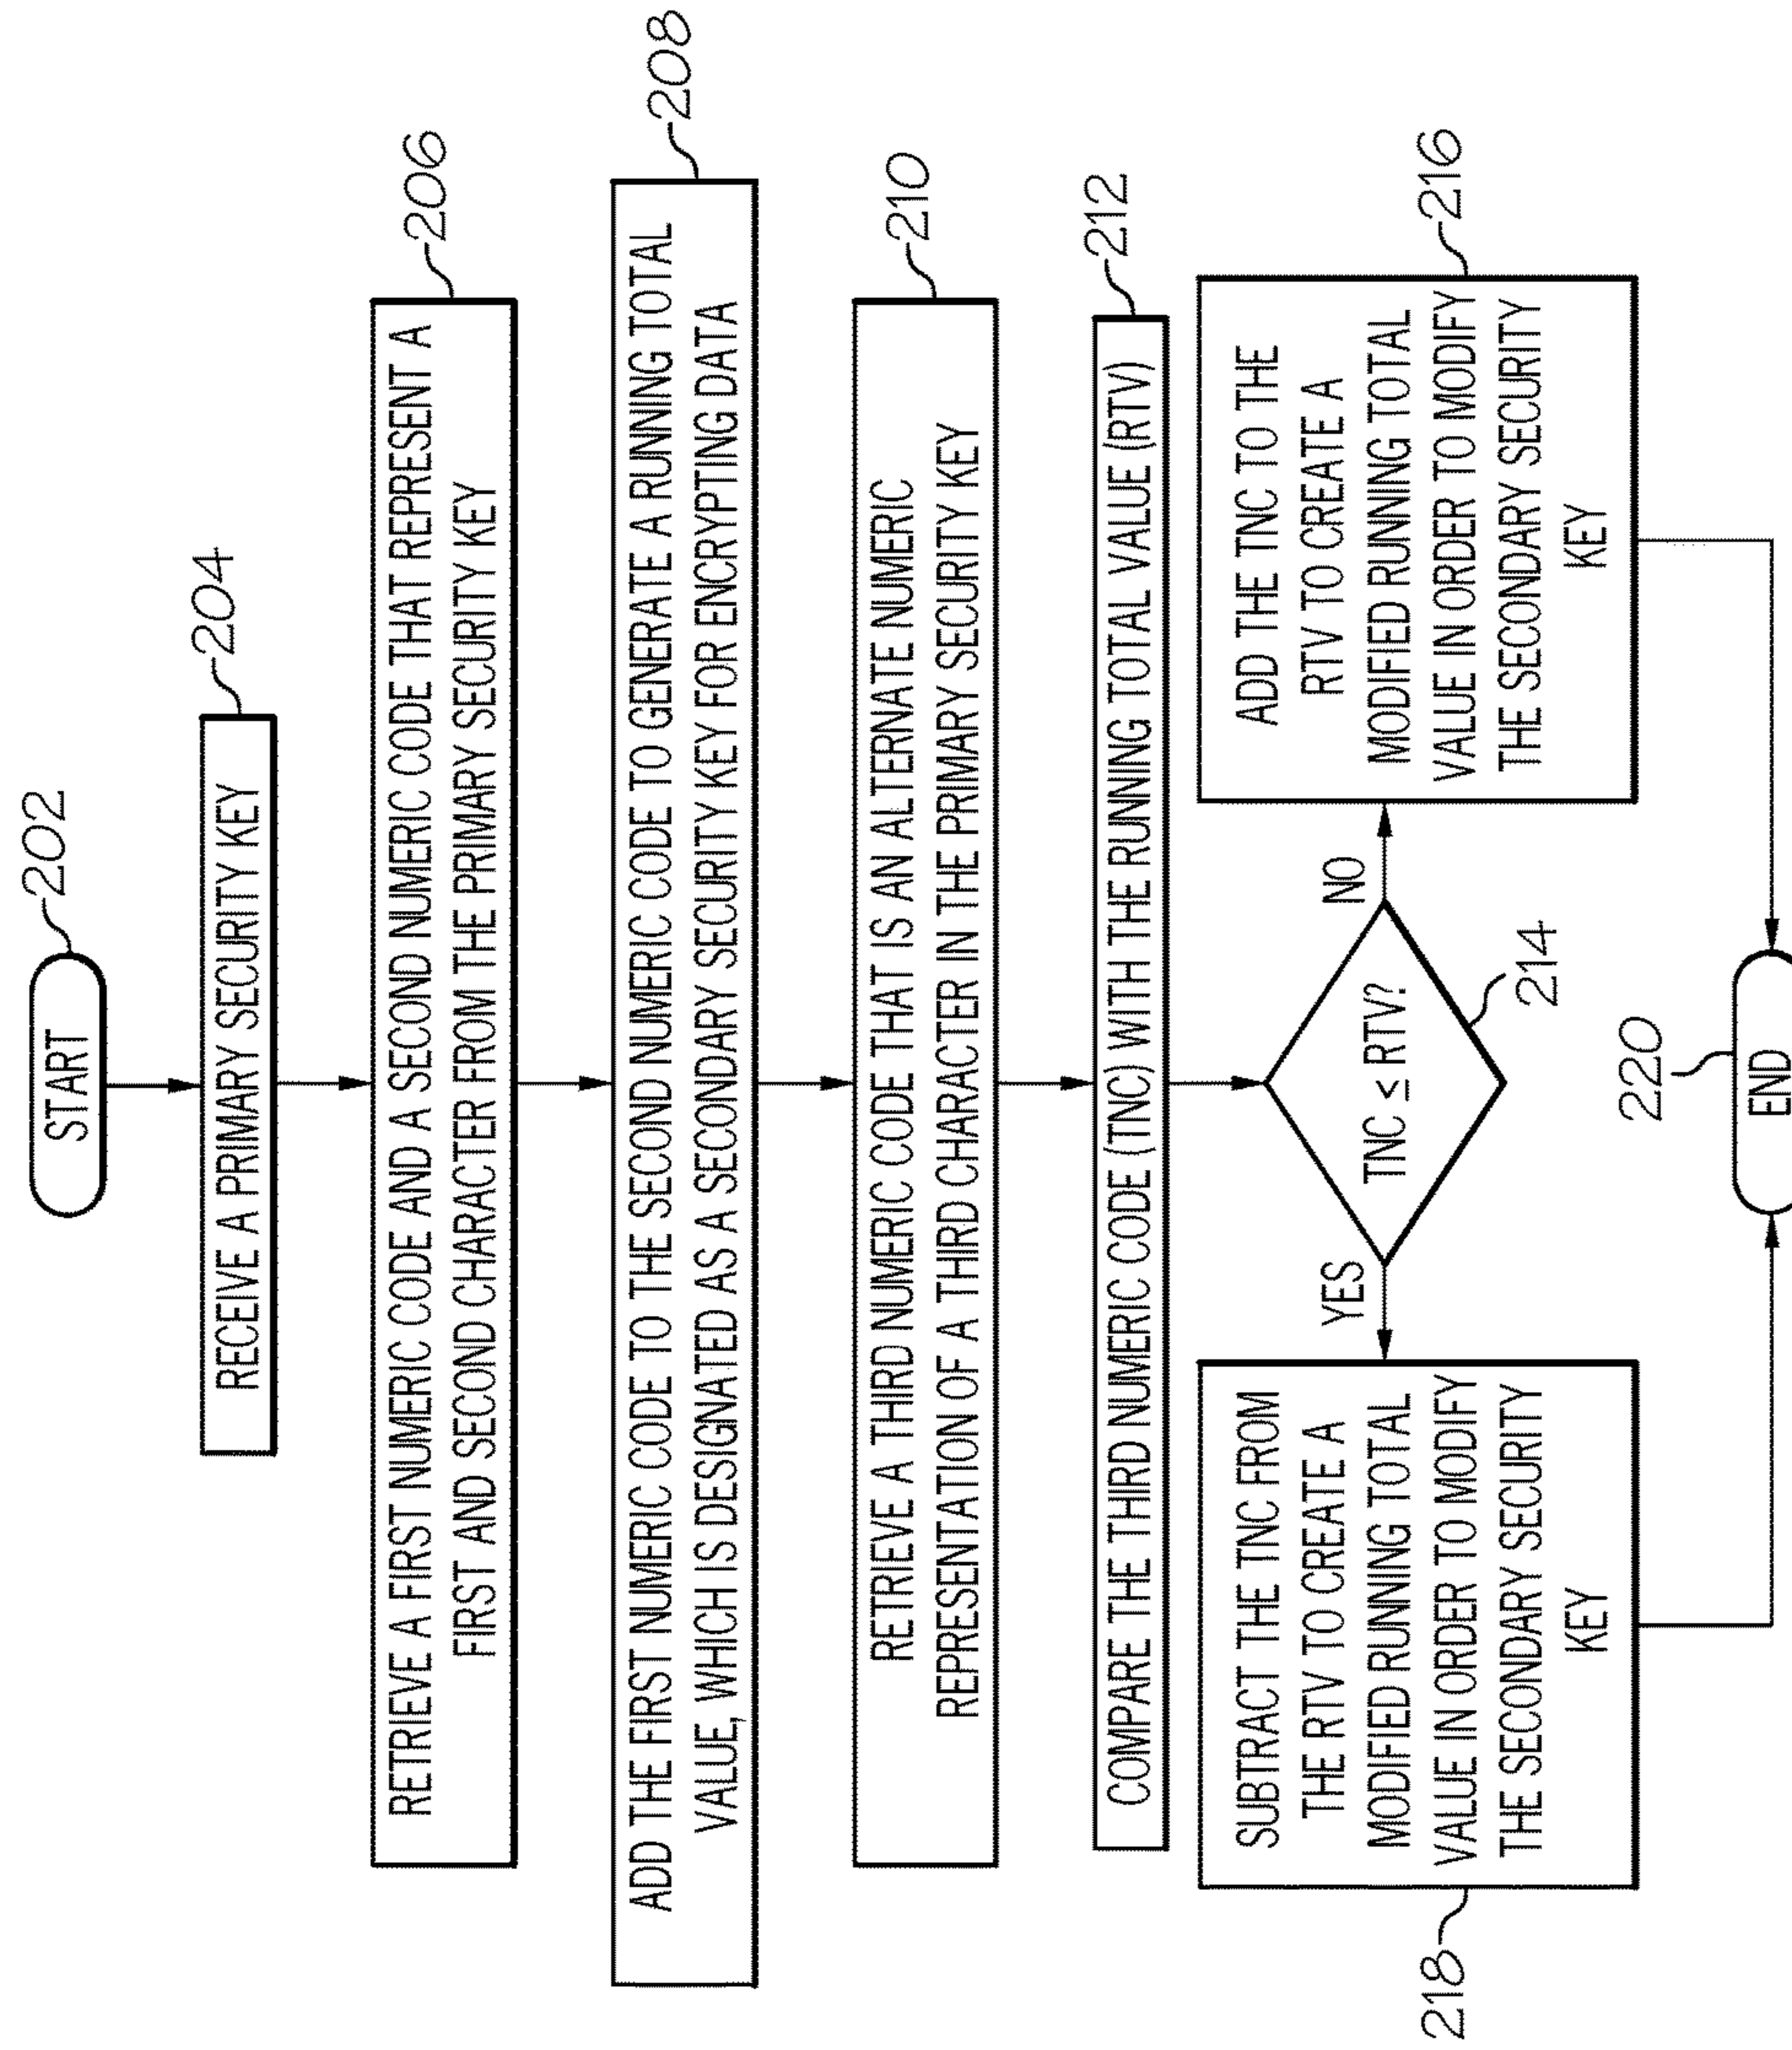 START
202
RECEIVE A PRIMARY SECURITY KEY
204
RETRIEVE A FIRST NUMERIC CODE AND A SECOND NUMERIC CODE THAT REPRESENT A
FIRST AND SECOND CHARACTER FROM THE PRIMARY SECURITY KEY
206
ADD THE FIRST NUMERIC CODE TO THE SECOND NUMERIC CODE TO GENERATE A RUNNING TOTAL
VALUE, WHICH IS DESIGNATED AS A SECONDARY SECURITY KEY FOR ENCRYPTING DATA
208
RETRIEVE A THIRD NUMERIC CODE THAT IS AN ALTERNATE NUMERIC
REPRESENTATION OF A THIRD CHARACTER IN THE PRIMARY SECURITY KEY
210
COMPARE THE THIRD NUMERIC CODE (TNC) WITH THE RUNNING TOTAL VALUE (RTV)
212
TNC ≤ RTV?
214
YES
NO
SUBTRACT THE TNC FROM
THE RTV TO CREATE A
MODIFIED RUNNING TOTAL
VALUE IN ORDER TO MODIFY
THE SECONDARY SECURITY
KEY
218
ADD THE TNC TO THE
RTV TO CREATE A
MODIFIED RUNNING TOTAL
VALUE IN ORDER TO MODIFY
THE SECONDARY SECURITY
KEY
216
220
END